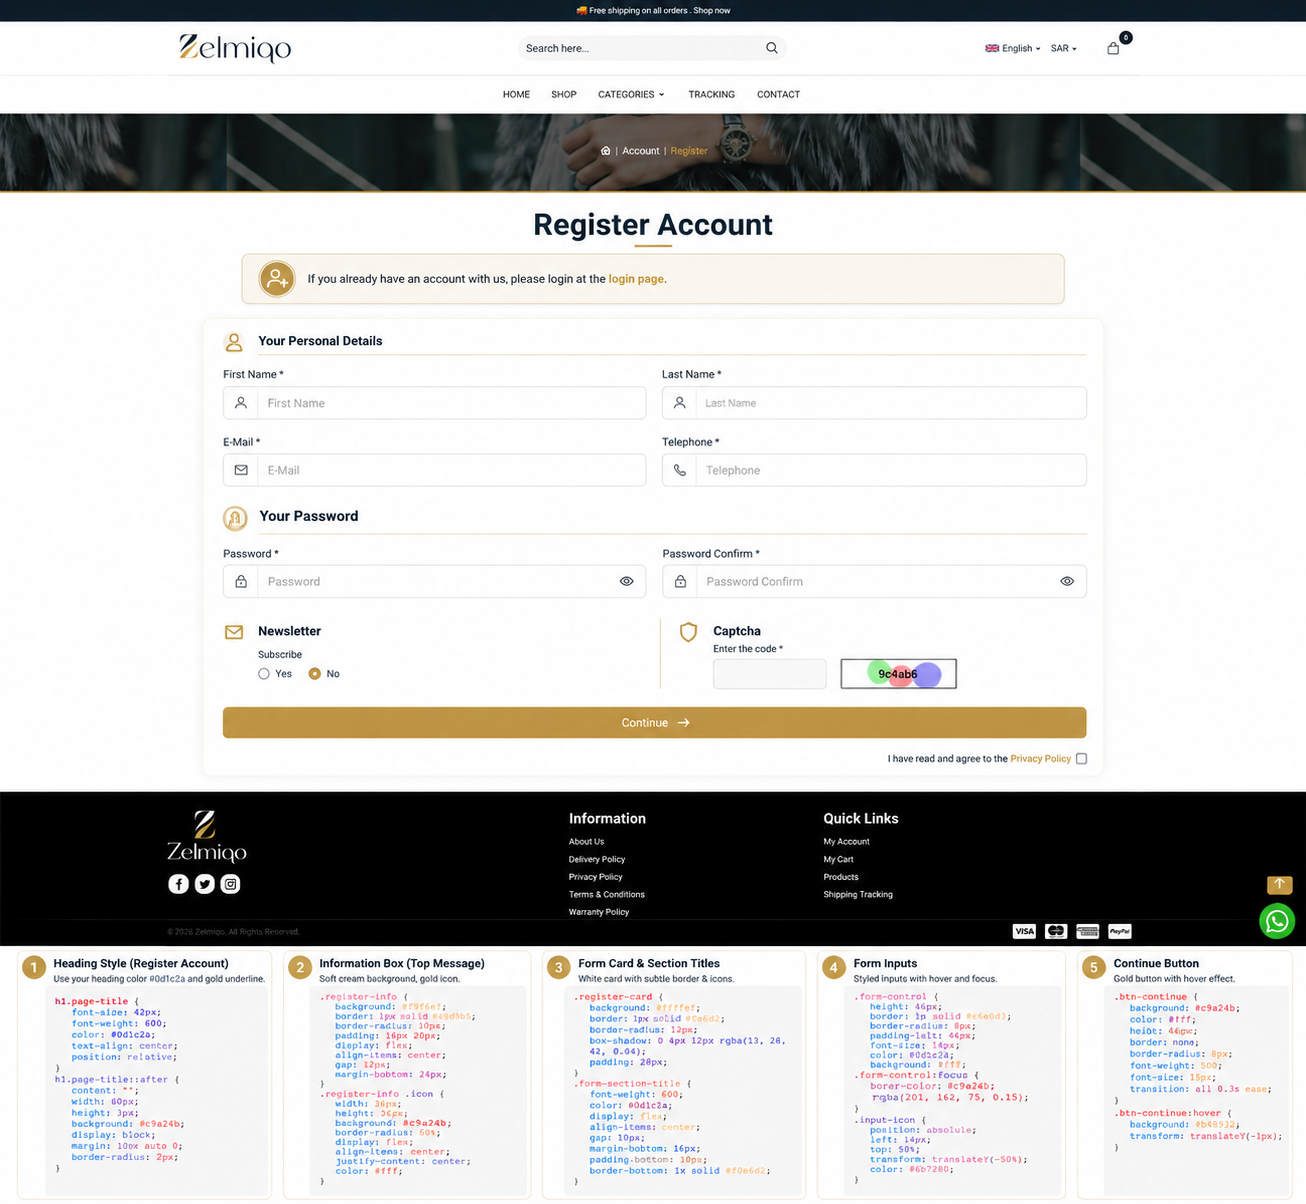 Free shipping on all orders . Shop now
Zelmiqo
Search here...
English
SAR
0
HOME
SHOP
CATEGORIES
TRACKING
CONTACT
| Account | Register
Register Account
If you already have an account with us, please login at the login page.
Your Personal Details
First Name *
Last Name *
First Name
Last Name
E-Mail *
Telephone *
E-Mail
Telephone
Your Password
Password *
Password Confirm *
Password
Password Confirm
Newsletter
Subscribe
Yes
No
Captcha
Enter the code *
9c4ab6
Continue →
I have read and agree to the Privacy Policy
Zelmiqo
Information
About Us
Delivery Policy
Privacy Policy
Terms & Conditions
Warranty Policy
Quick Links
My Account
My Cart
Products
Shipping Tracking
© 2026 Zelmiqo. All Rights Reserved.
VISA
PayPal
1
Heading Style (Register Account)
Use your heading color #0d1c2a and gold underline.
h1.page-title {
font-size: 42px;
font-weight: 600;
color: #0d1c2a;
text-align: center;
position: relative;
}
h1.page-title::after {
content: "";
width: 60px;
height: 3px;
background: #c9a24b;
display: block;
margin: 10px auto 0;
border-radius: 2px;
}
2
Information Box (Top Message)
Soft cream background, gold icon.
.register-info {
background: #f9f6ef;
border: 1px solid
border-radius: 10px;
padding: 16px 20px;
display: flex;
align-items: center;
gap: 12px;
margin-bobtom: 24px;
}
.register-info .icon {
width: 36px;
height: 36px;
background: #c9a24b;
border-radius: 50%;
display: flex;
align-items: center;
justify-content: center;
color: #fff;
}
3
Form Card & Section Titles
White card with subtle border & icons.
.register-card {
background: #ffffef;
border: 1px solid
border-radius: 12px;
box-shadow: 0 4px 12px rgba(13, 28,
42, 0.04);
padding: 28px;
}
.form-section-title {
font-weight: 600;
color: #0d1c2a;
display: flex;
align-items: center;
gap: 10px;
margin-bottom: 16px;
padding-bottom: 10px;
border-bottom: 1x solid #f0e6d2;
}
4
Form Inputs
Styled inputs with hover and focus.
.form-control {
height: 46px;
border: 1p solid #e6e0d3;
border-radius: 8px;
padding-left: 44px;
font-size: 14px;
color: #0d1c2a;
background: #fff;
.form-control:focus {
borer-color: #c9a24b;
rgba(201, 162, 75, 0.15);
}
.input-icon {
position: absolute;
left: 14px;
top: 50%;
transform: translateY(-50%);
color: #6b7280;
}
5
Continue Button
Gold button with hover effect.
.btn-continue {
background: #c9a24b;
color: #fff;
height: 46px;
border: none;
border-radius: 8px;
font-weight: 500;
font-size: 15px;
transition: all 0.3s ease;
}
.btn-continue:hover {
background: #b48932;
transform: translateY(-1px);
}